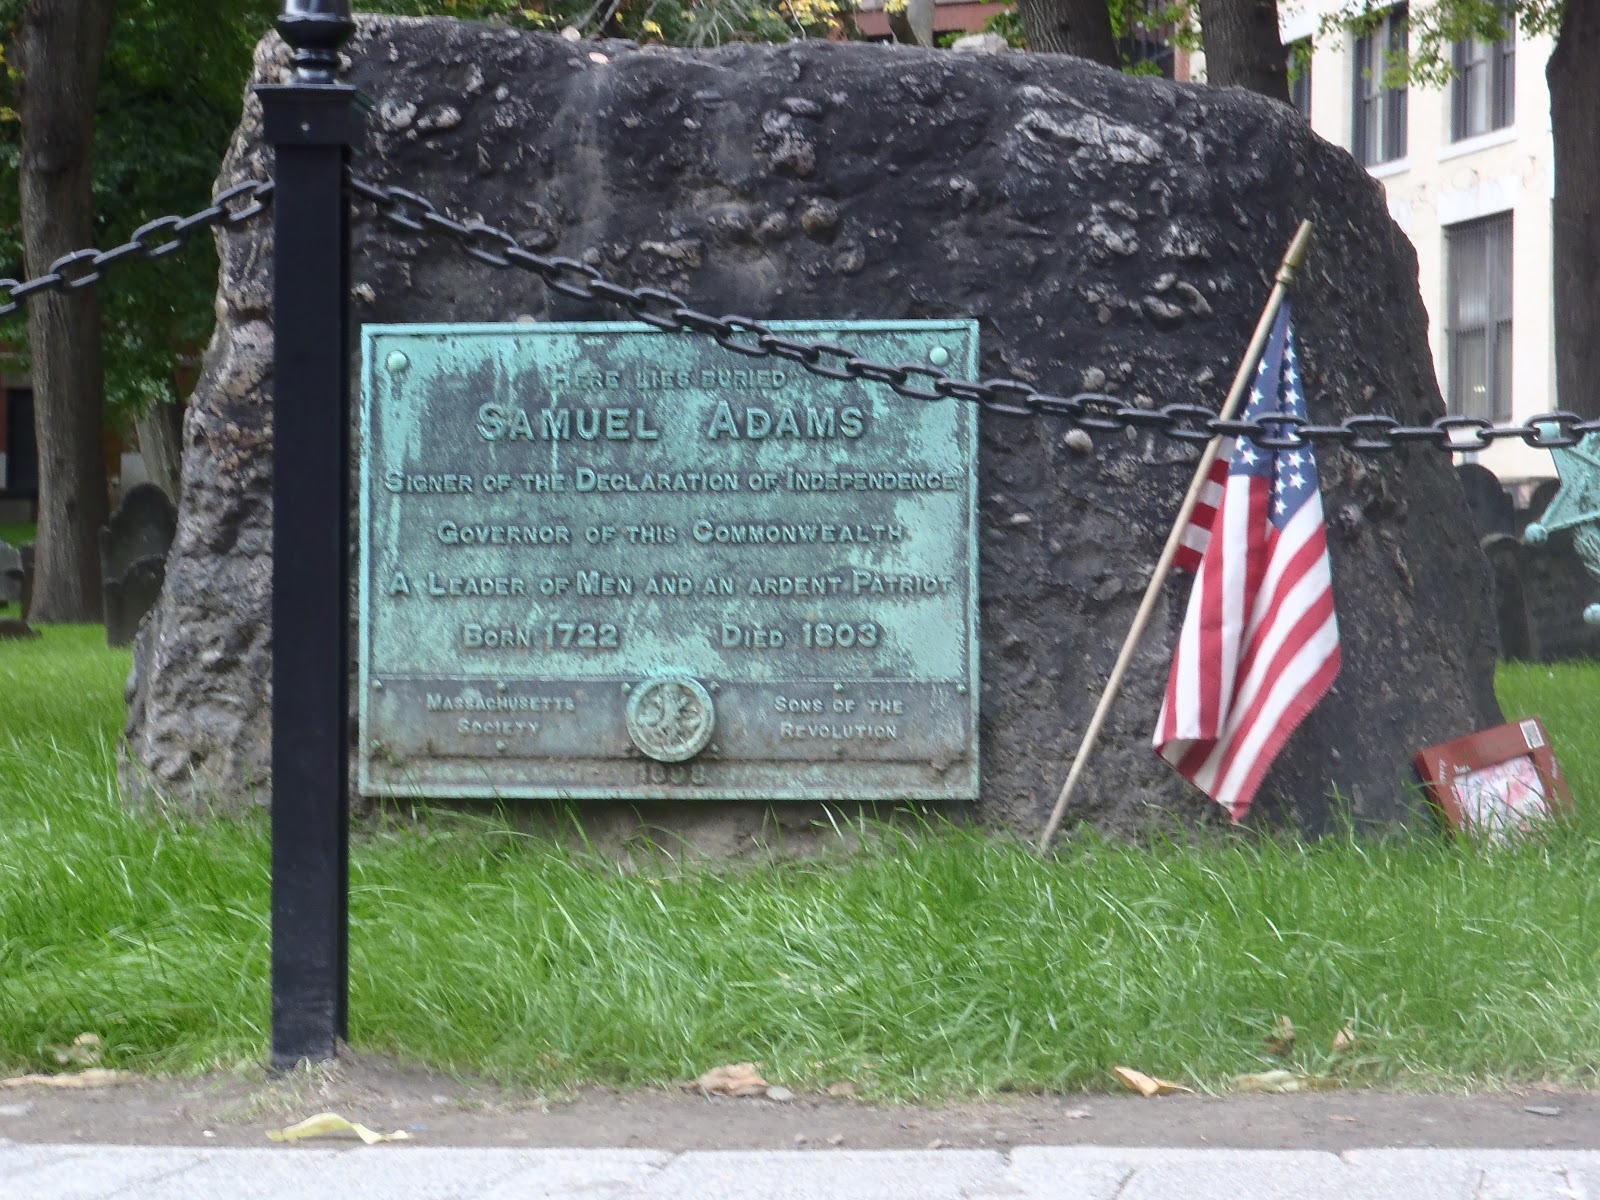 HERE LIES BURIED
SAMUEL ADAMS
SIGNER OF THE DECLARATION OF INDEPENDENCE
GOVERNOR OF THIS COMMONWEALTH
A LEADER OF MEN AND AN ARDENT PATRIOT
BORN 1722 DIED 1803
MASSACHUSETTS
SOCIETY
SONS OF THE
REVOLUTION
1898